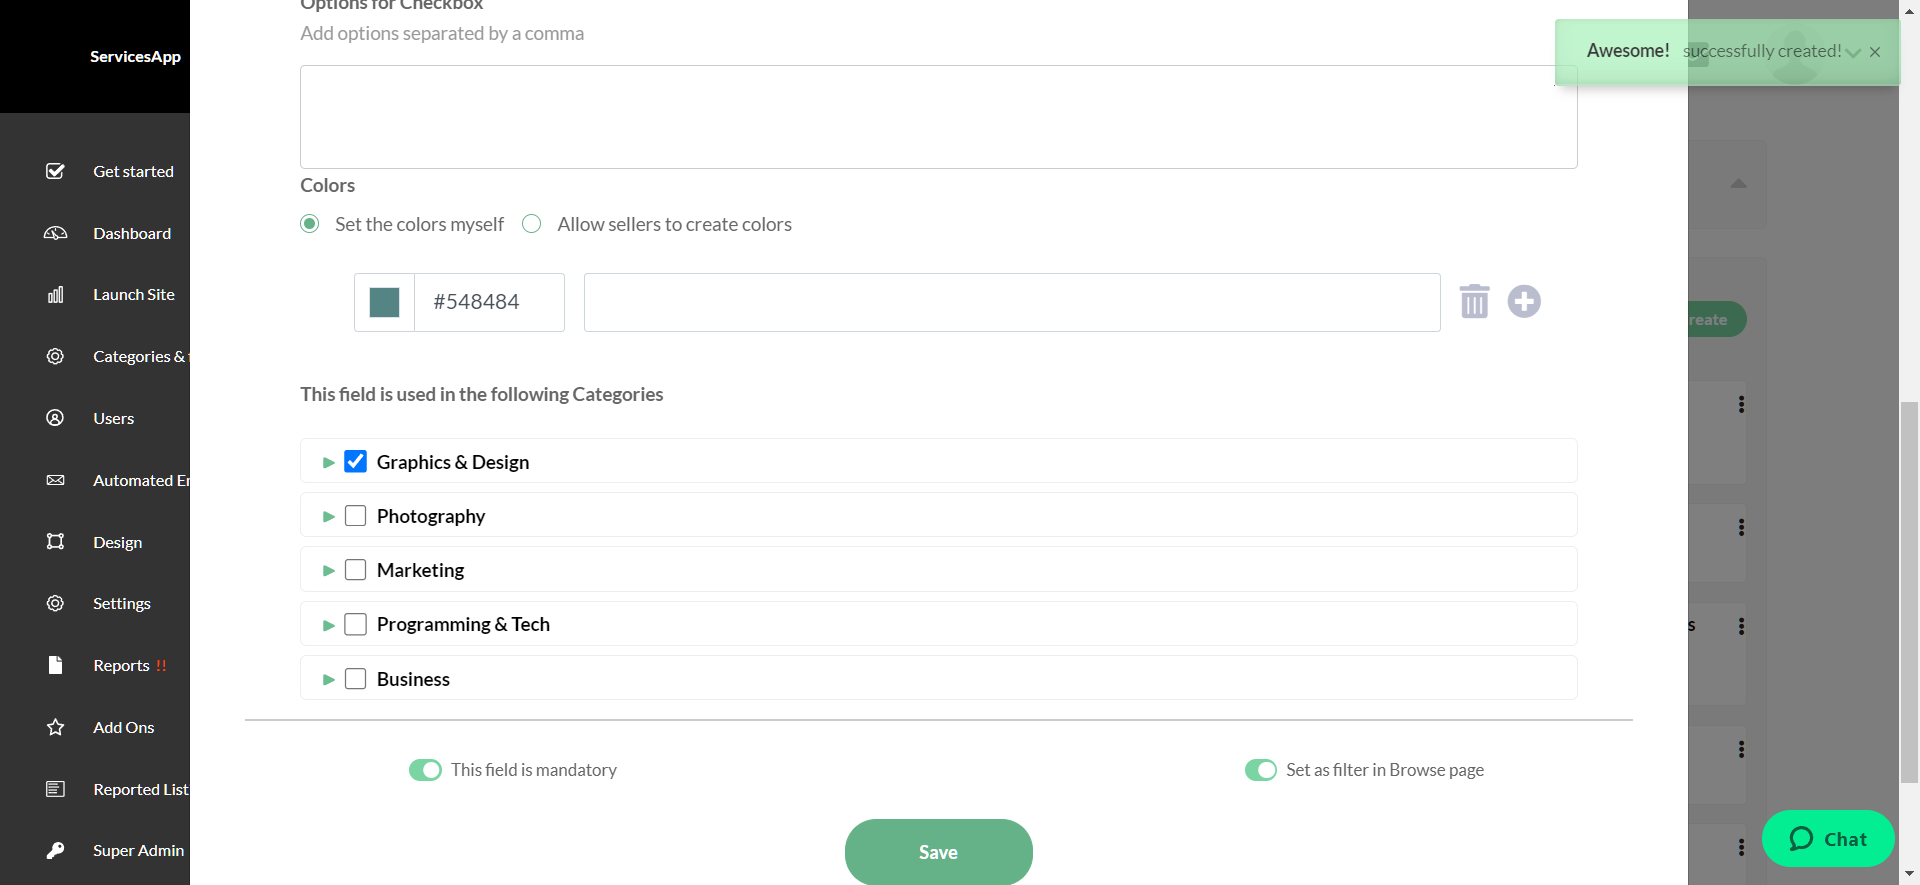 Options for Checkbox
Add options separated by a comma
ServicesApp
Awesome! successfully created!
Get started
Dashboard
Launch Site
Categories &
Users
Automated
Design
Settings
Reports !!
Add Ons
Reported List
Super Admin
Colors
Set the colors myself
Allow sellers to create colors
#548484
This field is used in the following Categories
Graphics & Design
Photography
Marketing
Programming & Tech
Business
This field is mandatory
Set as filter in Browse page
Save
Chat